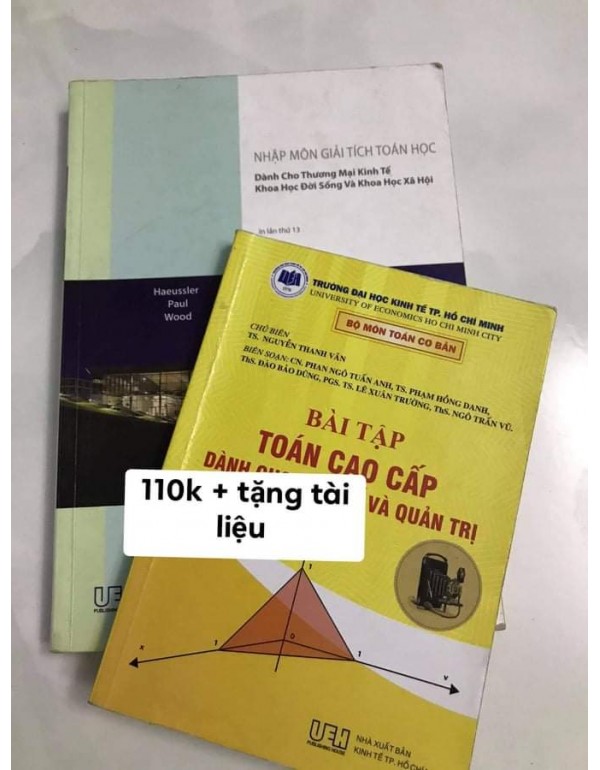 NHẬP MÔN GIẢI TÍCH TOÁN HỌC
Dành Cho Thương Mại Kinh Tế
Khoa Học Đời Sống Và Khoa Học Xã Hội
In lần thứ 13
Haeussler
Paul
Wood
TRƯỜNG ĐẠI HỌC KINH TẾ TP. HỒ CHÍ MINH
UNIVERSITY OF ECONOMICS HO CHI MINH CITY
BỘ MÔN TOÁN CƠ BẢN
CHỦ BIÊN
TS. NGUYỄN THANH VÂN
BIÊN SOẠN: CN. PHAN NGÔ TUẤN ANH, TS. PHẠM HỒNG DANH,
ThS. ĐÀO BẢO DŨNG, PGS. TS. LÊ XUÂN TRƯỜNG, ThS. NGÔ TRẤN VŨ.
BÀI TẬP
TOÁN CAO CẤP
DÀNH
VÀ QUẢN TRỊ
110k + tặng tài
liệu
1
x
1
O
1
y
UEH
PUBLISHING HOUSE
UEH
PUBLISHING HOUSE
NHÀ XUẤT BẢN
KINH TẾ TP. HỒ CHÍ